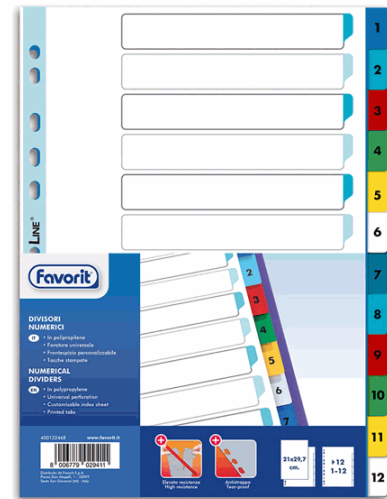 1
2
3
4
5
6
7
8
9
10
11
12
LINE®
Favorit
2
3
4
5
6
7
DIVISORI
NUMERICI
IT
• In polipropilene
• Foratura universale
• Frontespizio personalizzabile
• Tacche stampate
NUMERICAL
DIVIDERS
EN
• In polypropylene
• Universal perforation
• Customizable index sheet
• Printed tabs
400132468
www.favorit.it
8 006779 029411
Elevata resistenza
High resistance
Antistrappo
Tear-proof
21x29,7
cm.
12
1-12